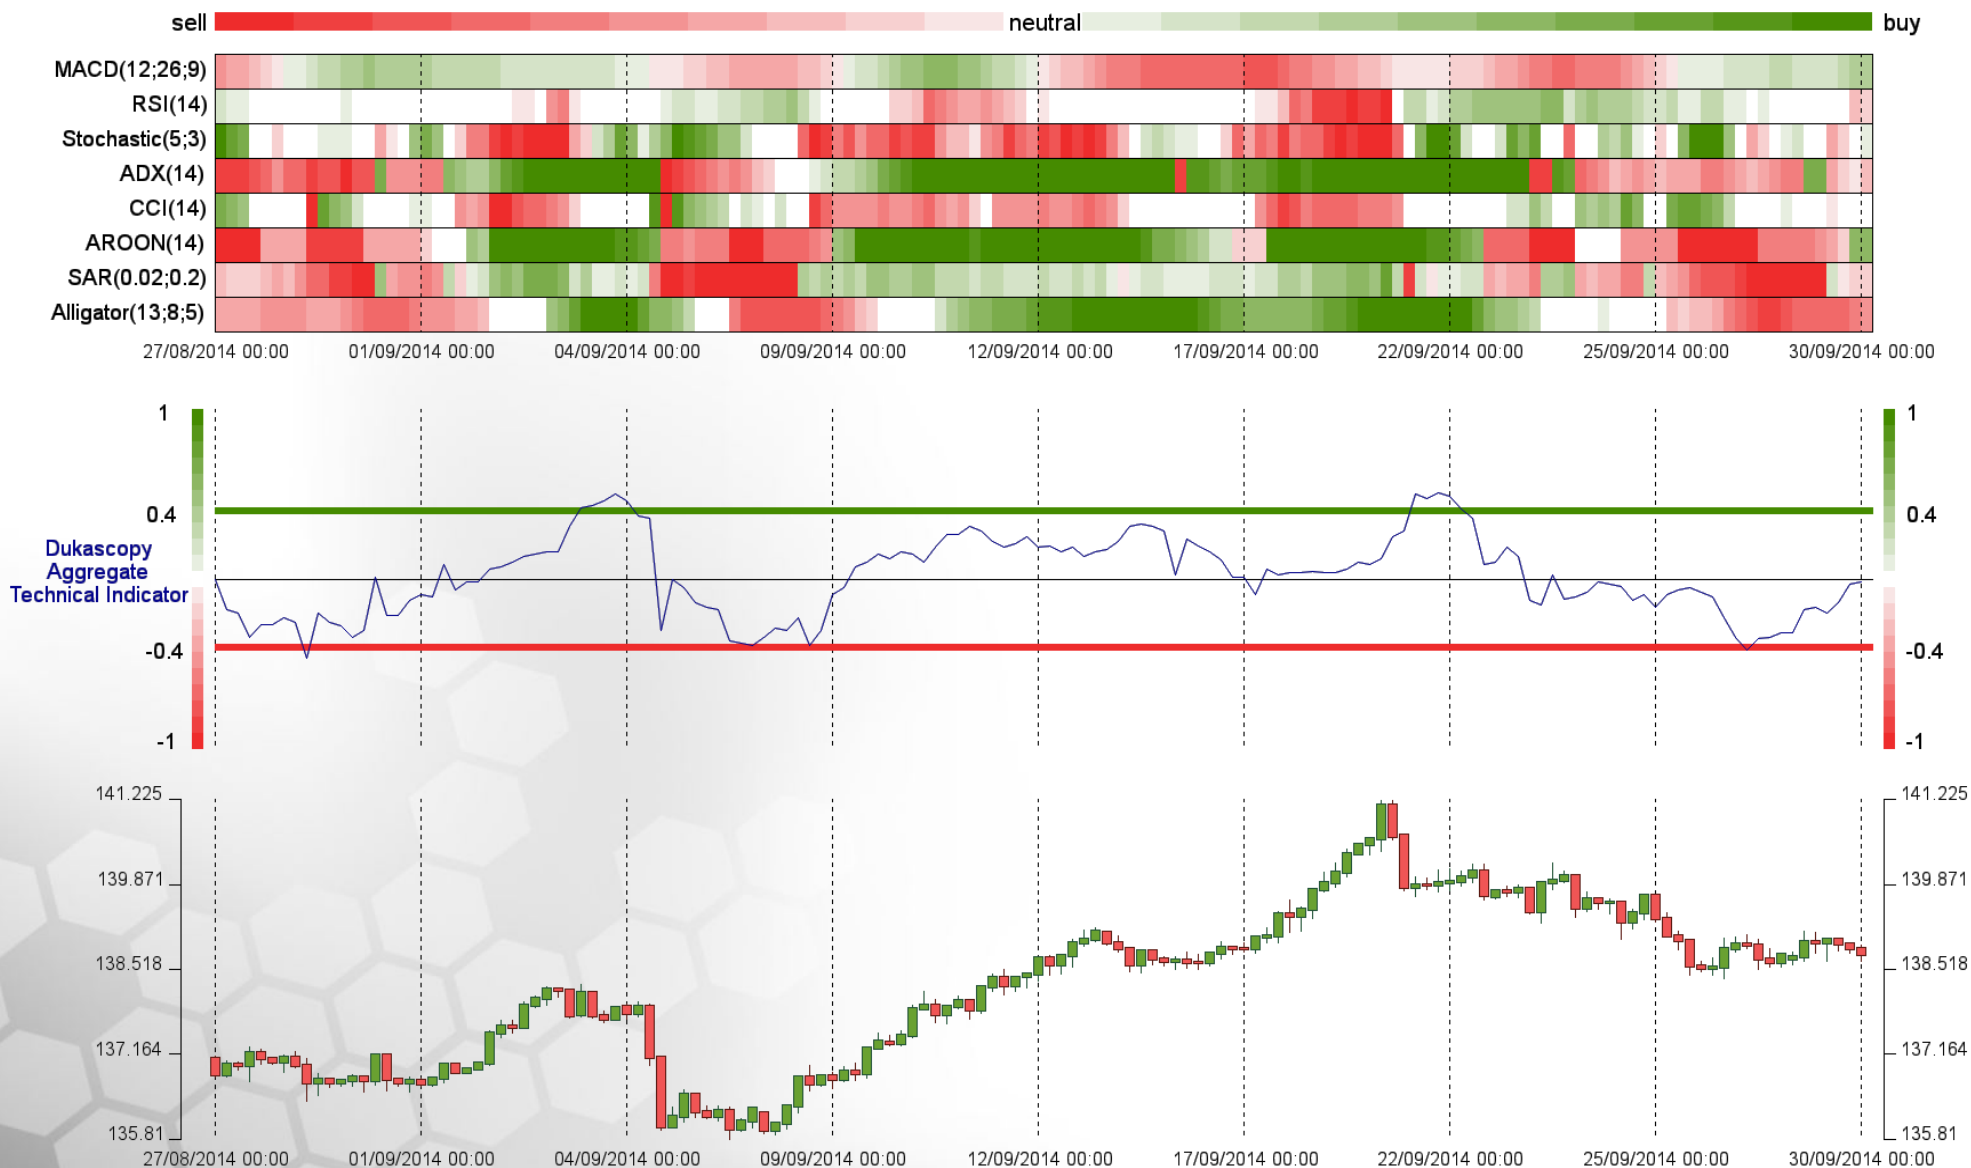 sell neutral buy
MACD(12;26;9)
RSI(14)
Stochastic(5;3)
ADX(14)
CCI(14)
AROON(14)
SAR(0.02;0.2)
Alligator(13;8;5)
27/08/2014 00:00 01/09/2014 00:00 04/09/2014 00:00 09/09/2014 00:00 12/09/2014 00:00 17/09/2014 00:00 22/09/2014 00:00 25/09/2014 00:00 30/09/2014 00:00
1 1
0.4 0.4
Dukascopy
Aggregate
Technical Indicator
-0.4 -0.4
-1 -1
141.225 141.225
139.871 139.871
138.518 138.518
137.164 137.164
135.81 135.81
27/08/2014 00:00 01/09/2014 00:00 04/09/2014 00:00 09/09/2014 00:00 12/09/2014 00:00 17/09/2014 00:00 22/09/2014 00:00 25/09/2014 00:00 30/09/2014 00:00